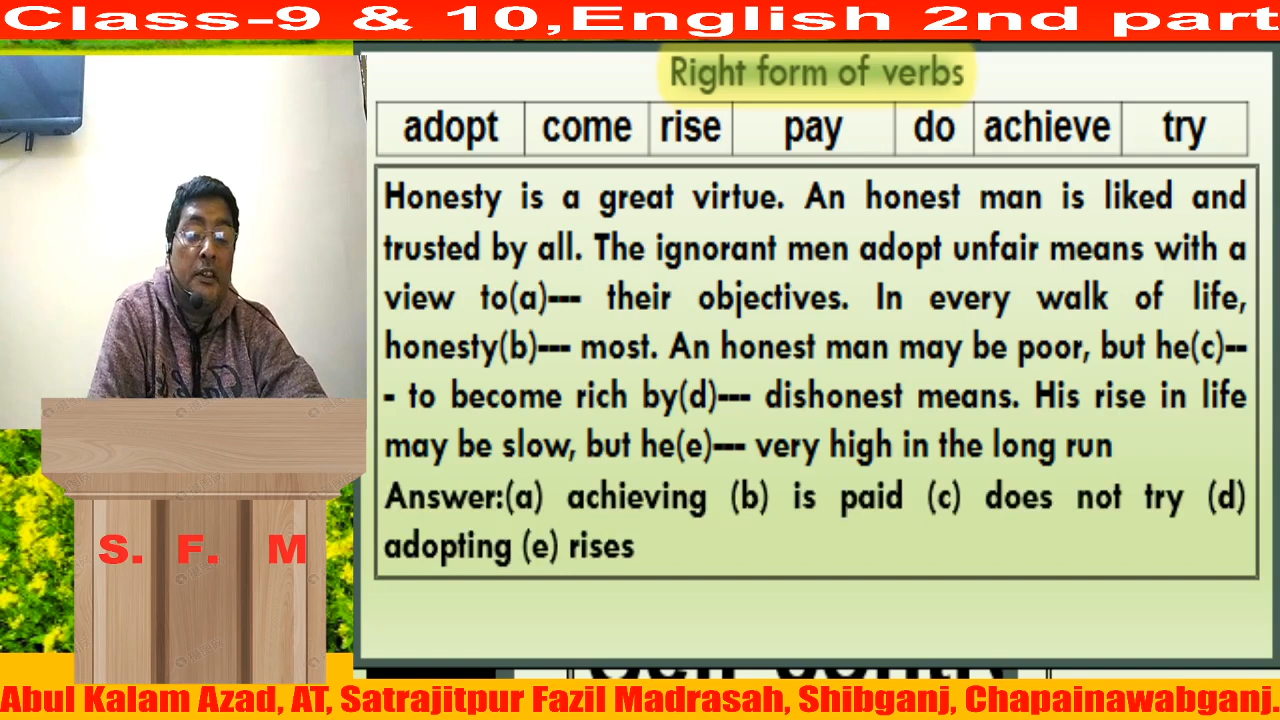 Class-9 & 10,English 2nd part
Right form of verbs
adopt come rise pay do achieve try
Honesty is a great virtue. An honest man is liked and
trusted by all. The ignorant men adopt unfair means with a
view to(a)--- their objectives. In every walk of life,
honesty(b)--- most. An honest man may be poor, but he(c)--
- to become rich by(d)--- dishonest means. His rise in life
may be slow, but he(e)--- very high in the long run
Answer:(a) achieving (b) is paid (c) does not try (d)
adopting (e) rises
S. F. M
Abul Kalam Azad, AT, Satrajitpur Fazil Madrasah, Shibganj, Chapainawabganj.